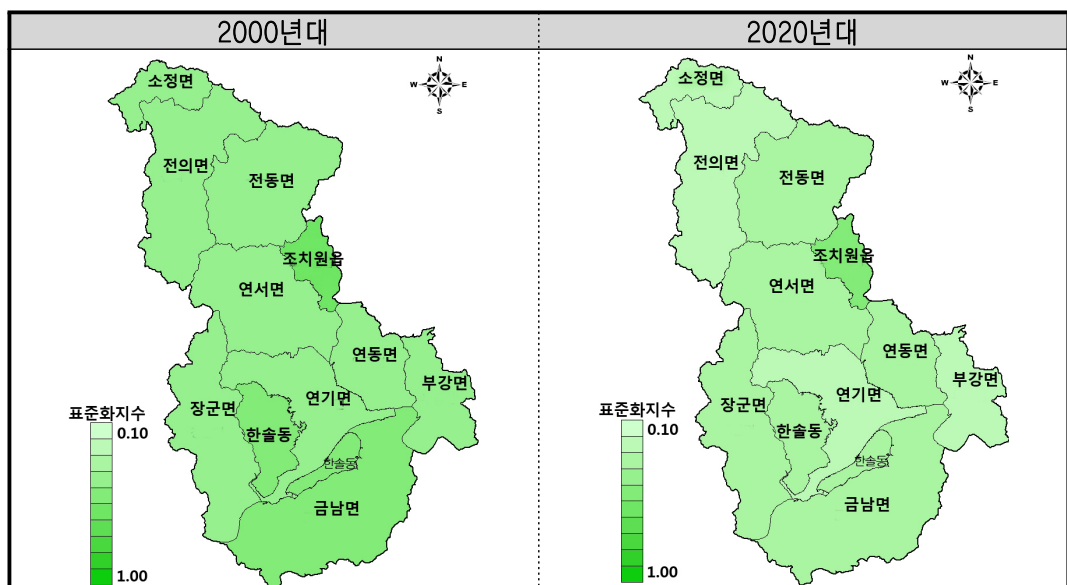 2000년대
2020년대
N
W E
S
소정면
전의면
전동면
조치원읍
연서면
연동면
부강면
연기면
장군면
한솔동
한솔동
금남면
표준화지수
0.10
1.00
N
W E
S
소정면
전의면
전동면
조치원읍
연서면
연동면
부강면
연기면
장군면
한솔동
한솔동
금남면
표준화지수
0.10
1.00